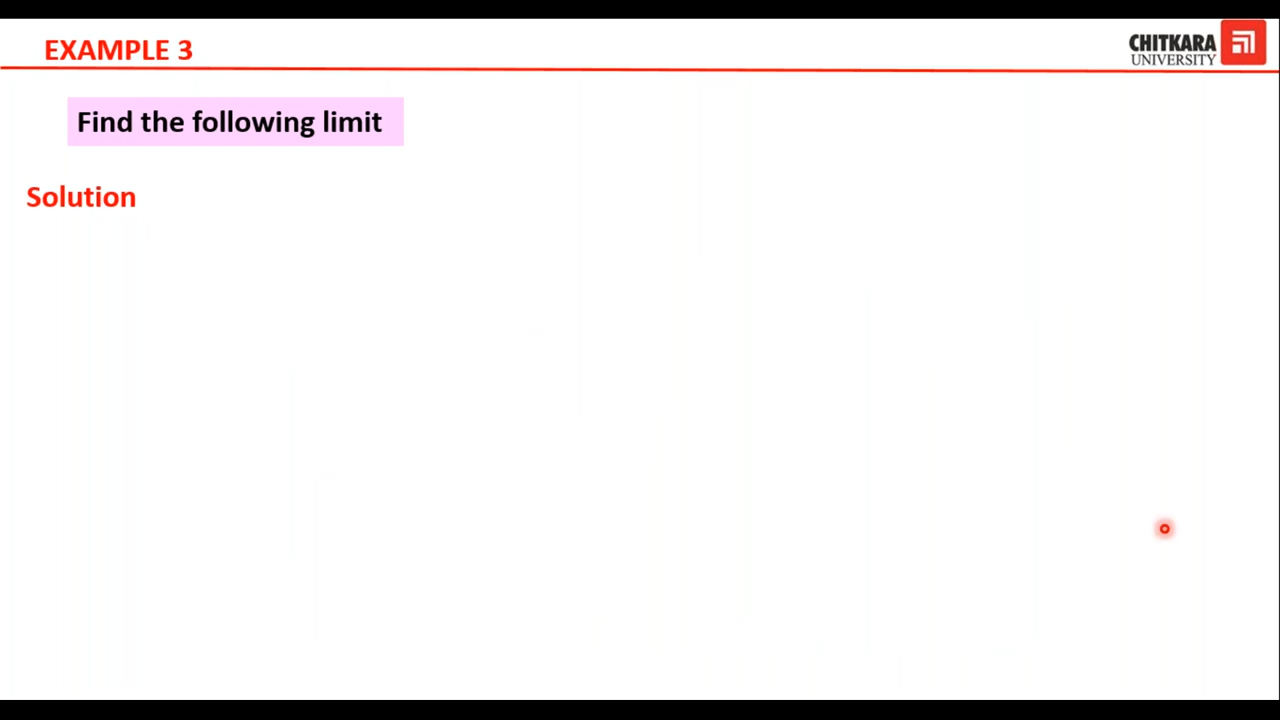 EXAMPLE 3
CHITKARA
UNIVERSITY
Find the following limit
Solution